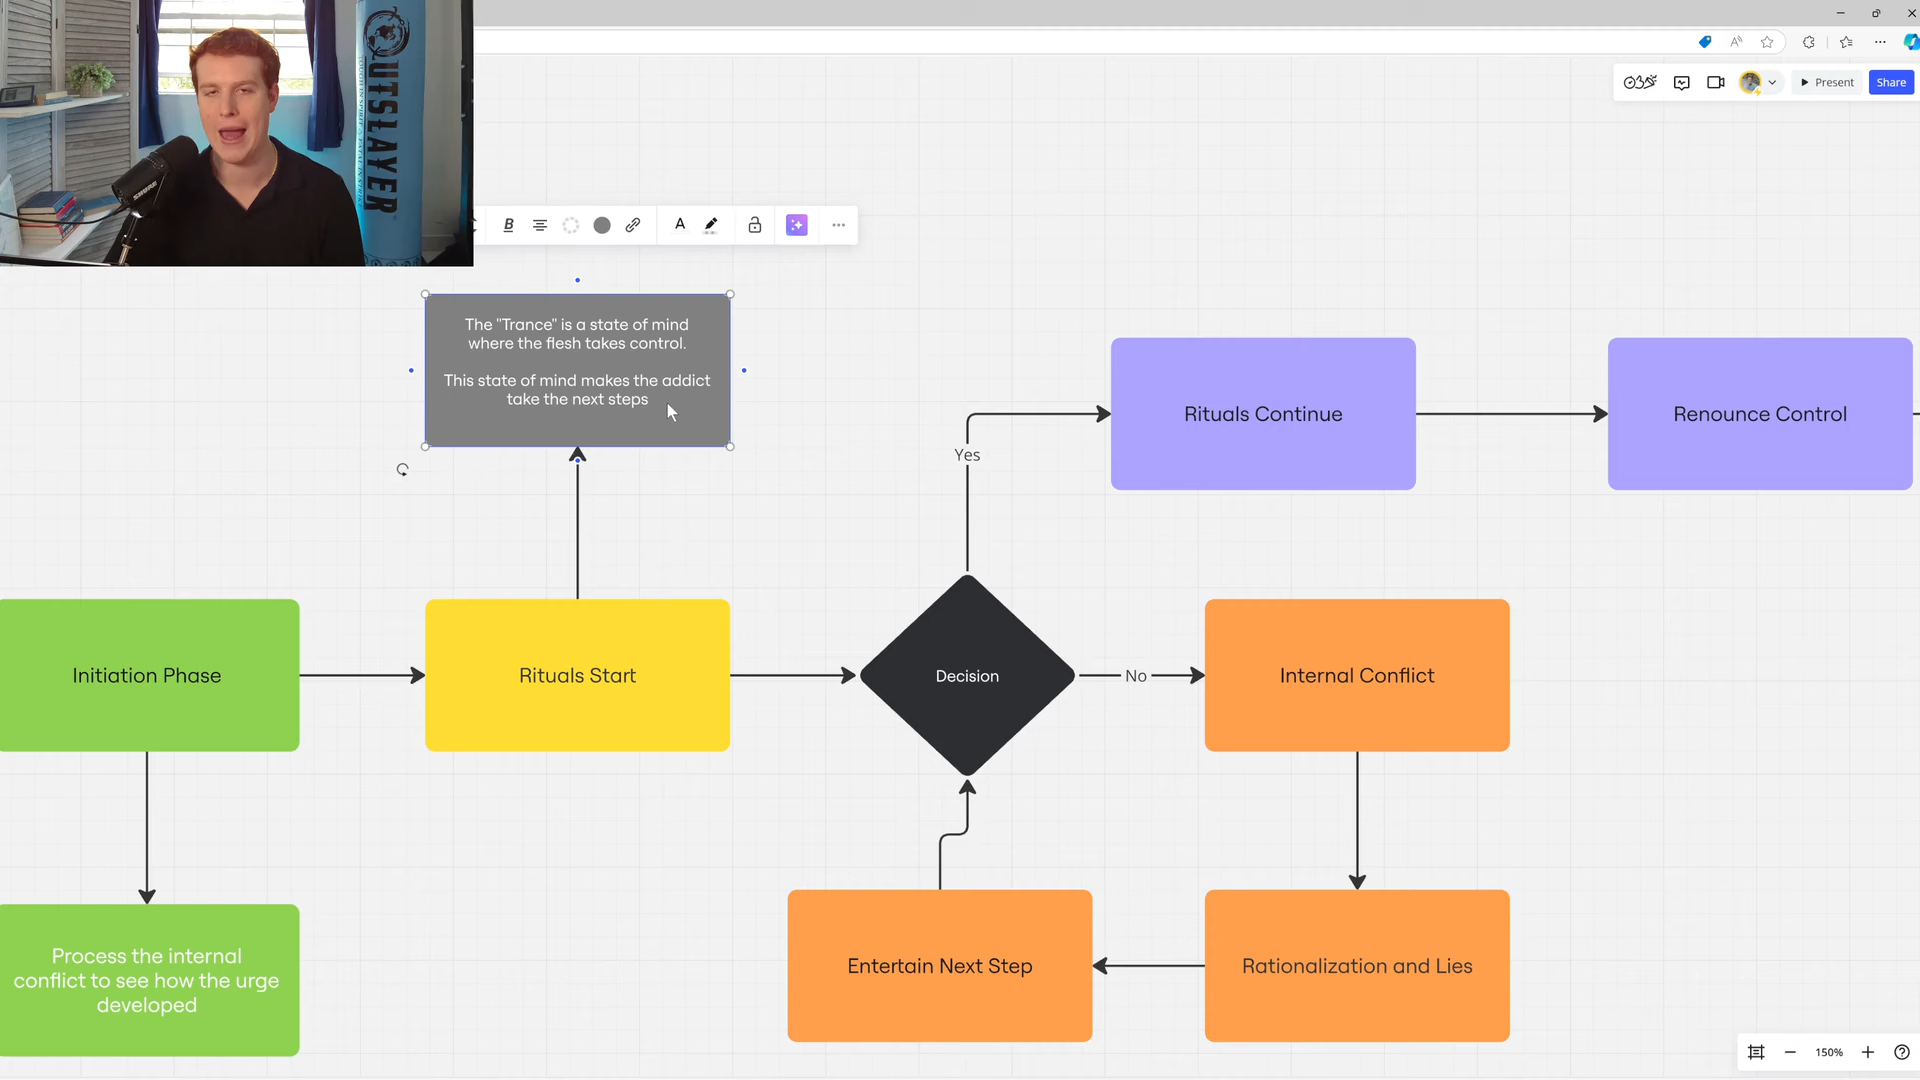 OUTSLAYER
SHURE
Present
Share
B
A
The "Trance" is a state of mind
where the flesh takes control.
This state of mind makes the addict
take the next steps
Yes
Rituals Continue
Renounce Control
Initiation Phase
Rituals Start
Decision
No
Internal Conflict
Process the internal
conflict to see how the urge
developed
Entertain Next Step
Rationalization and Lies
150%